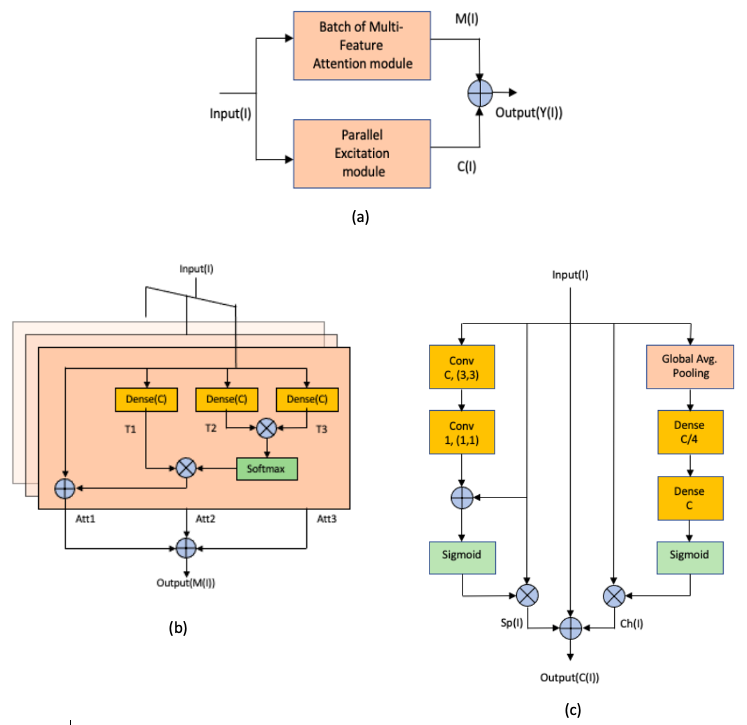 M(I)
Batch of Multi-
Feature
Attention module
Input(I)
Output(Y(I))
Parallel
Excitation
module
C(I)
(a)
Input(I)
Dense(C)
Dense(C)
Dense(C)
T1
T2
T3
Softmax
Att1
Att2
Att3
Output(M(I))
(b)
Input(I)
Conv
C, (3,3)
Global Avg.
Pooling
Conv
1, (1,1)
Dense
C/4
Dense
C
Sigmoid
Sigmoid
Sp(I)
Ch(I)
Output(C(I))
(c)